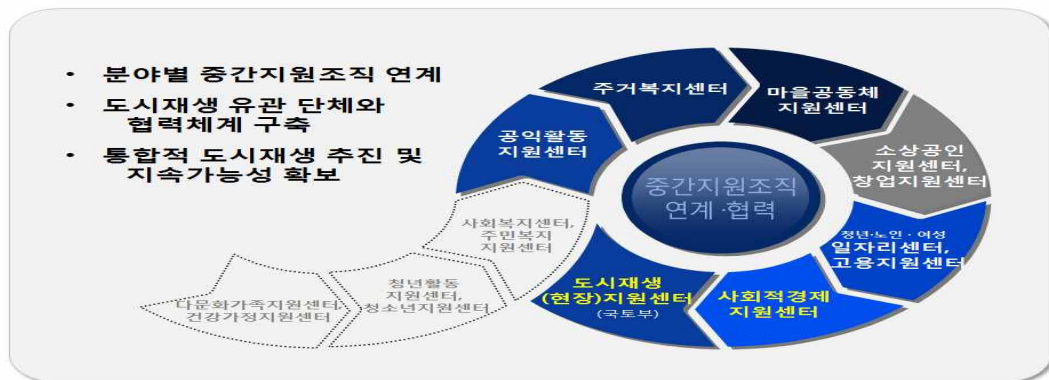 • 분야별 중간지원조직 연계
• 도시재생 유관 단체와
협력체계 구축
• 통합적 도시재생 추진 및
지속가능성 확보
주거복지센터
마을공동체
지원센터
공익활동
지원센터
소상공인
지원센터,
창업지원센터
중간지원조직
연계·협력
청년·노인·여성
일자리센터,
고용지원센터
사회복지센터,
주민복지
지원센터
도시재생
(현장)지원센터
(국토부)
사회적경제
지원센터
청년활동
지원센터,
청소년지원센터
다문화가족지원센터,
건강가정지원센터